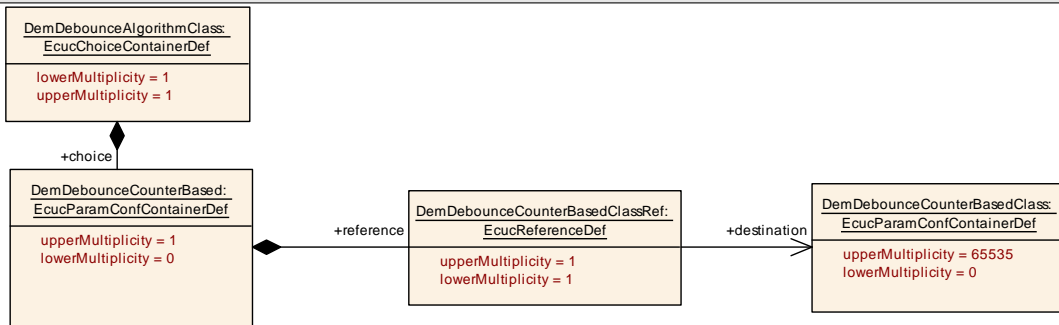 DemDebounceAlgorithmClass:
EcucChoiceContainerDef
lowerMultiplicity = 1
upperMultiplicity = 1
+choice
DemDebounceCounterBased:
EcucParamConfContainerDef
upperMultiplicity = 1
lowerMultiplicity = 0
+reference
DemDebounceCounterBasedClassRef:
EcucReferenceDef
upperMultiplicity = 1
lowerMultiplicity = 1
+destination
DemDebounceCounterBasedClass:
EcucParamConfContainerDef
upperMultiplicity = 65535
lowerMultiplicity = 0